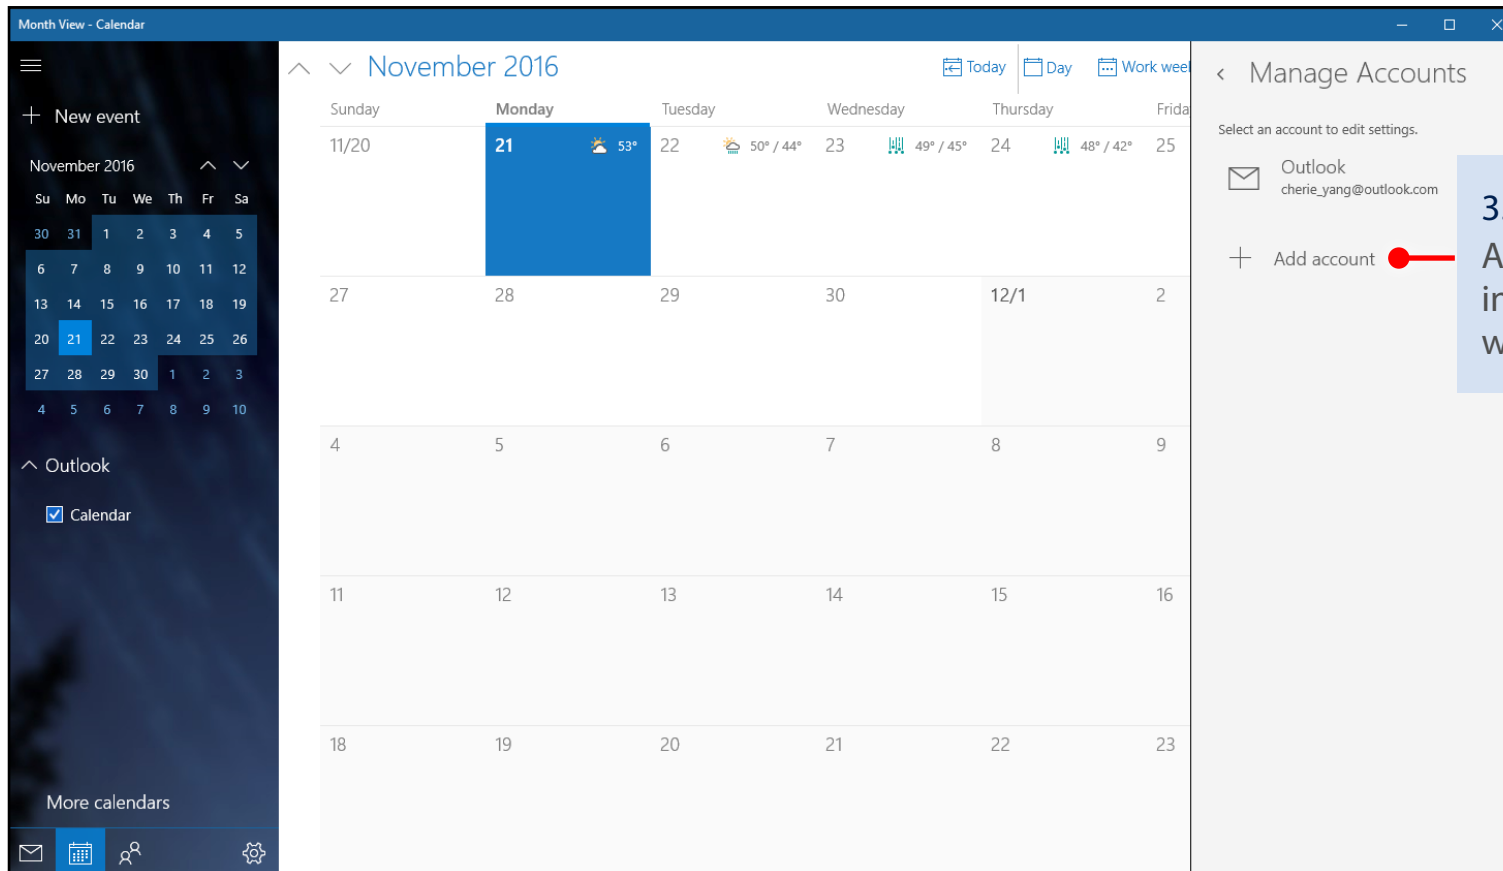 Month View - Calendar
New event
November 2016
Su Mo Tu We Th Fr Sa
30 31 1 2 3 4 5
6 7 8 9 10 11 12
13 14 15 16 17 18 19
20 21 22 23 24 25 26
27 28 29 30 1 2 3
4 5 6 7 8 9 10
Outlook
Calendar
More calendars
November 2016
Today Day Work
Sunday Monday Tuesday Wednesday Thursday
11/20 21 53° 22 50° / 44° 23 49° / 45° 24 48° / 42° 25
27 28 29 30 12/1 2
4 5 6 7 8 9
11 12 13 14 15 16
18 19 20 21 22 23
Manage Accounts
Select an account to edit settings.
Outlook
cherie_yang@outlook.com
Add account
3